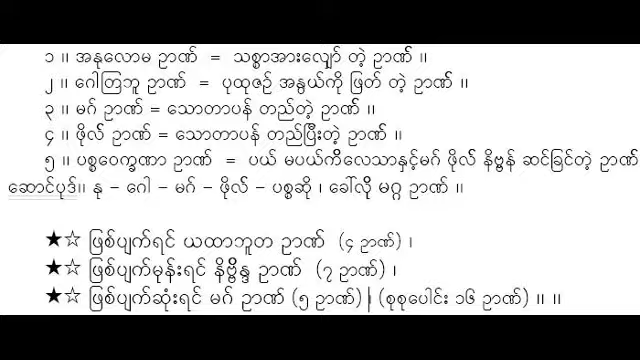 ၁ ။ အနုလောမ ဉာဏ် = သစ္စာအားလျှော် တဲ့ ဉာဏ် ။
၂ ။ ဂေါတြဘူ ဉာဏ် = ပုထုဇဉ် အနွယ်ကို ဖြတ် တဲ့ ဉာဏ် ။
၃ ။ မဂ် ဉာဏ် = သောတာပန် တည်တဲ့ ဉာဏ် ။
၄ ။ ဖိုလ် ဉာဏ် = သောတာပန် တည်ပြီးတဲ့ ဉာဏ် ။
၅ ။ ပစ္စဝေက္ခဏာ ဉာဏ် = ပယ် မပယ်ကိလေသာနှင့်မဂ် ဖိုလ် နိဗ္ဗန် ဆင်ခြင်တဲ့ ဉာဏ်
ဆောင်ပုဒ်။ နု – ဂေါ – မဂ် – ဖိုလ် – ပစ္စဆို ၊ ခေါ်လို့ မဂ္ဂ ဉာဏ် ။
★☆ ဖြစ်ပျက်ရင် ယထာဘူတ ဉာဏ် (၄ ဉာဏ်) ၊
★☆ ဖြစ်ပျက်မုန်းရင် နိဗ္ဗိန္ဒ ဉာဏ် (၇ ဉာဏ်) ၊
★☆ ဖြစ်ပျက်ဆုံးရင် မဂ် ဉာဏ် (၅ ဉာဏ်) ၊ (စုစုပေါင်း ၁၆ ဉာဏ်) ။ ။